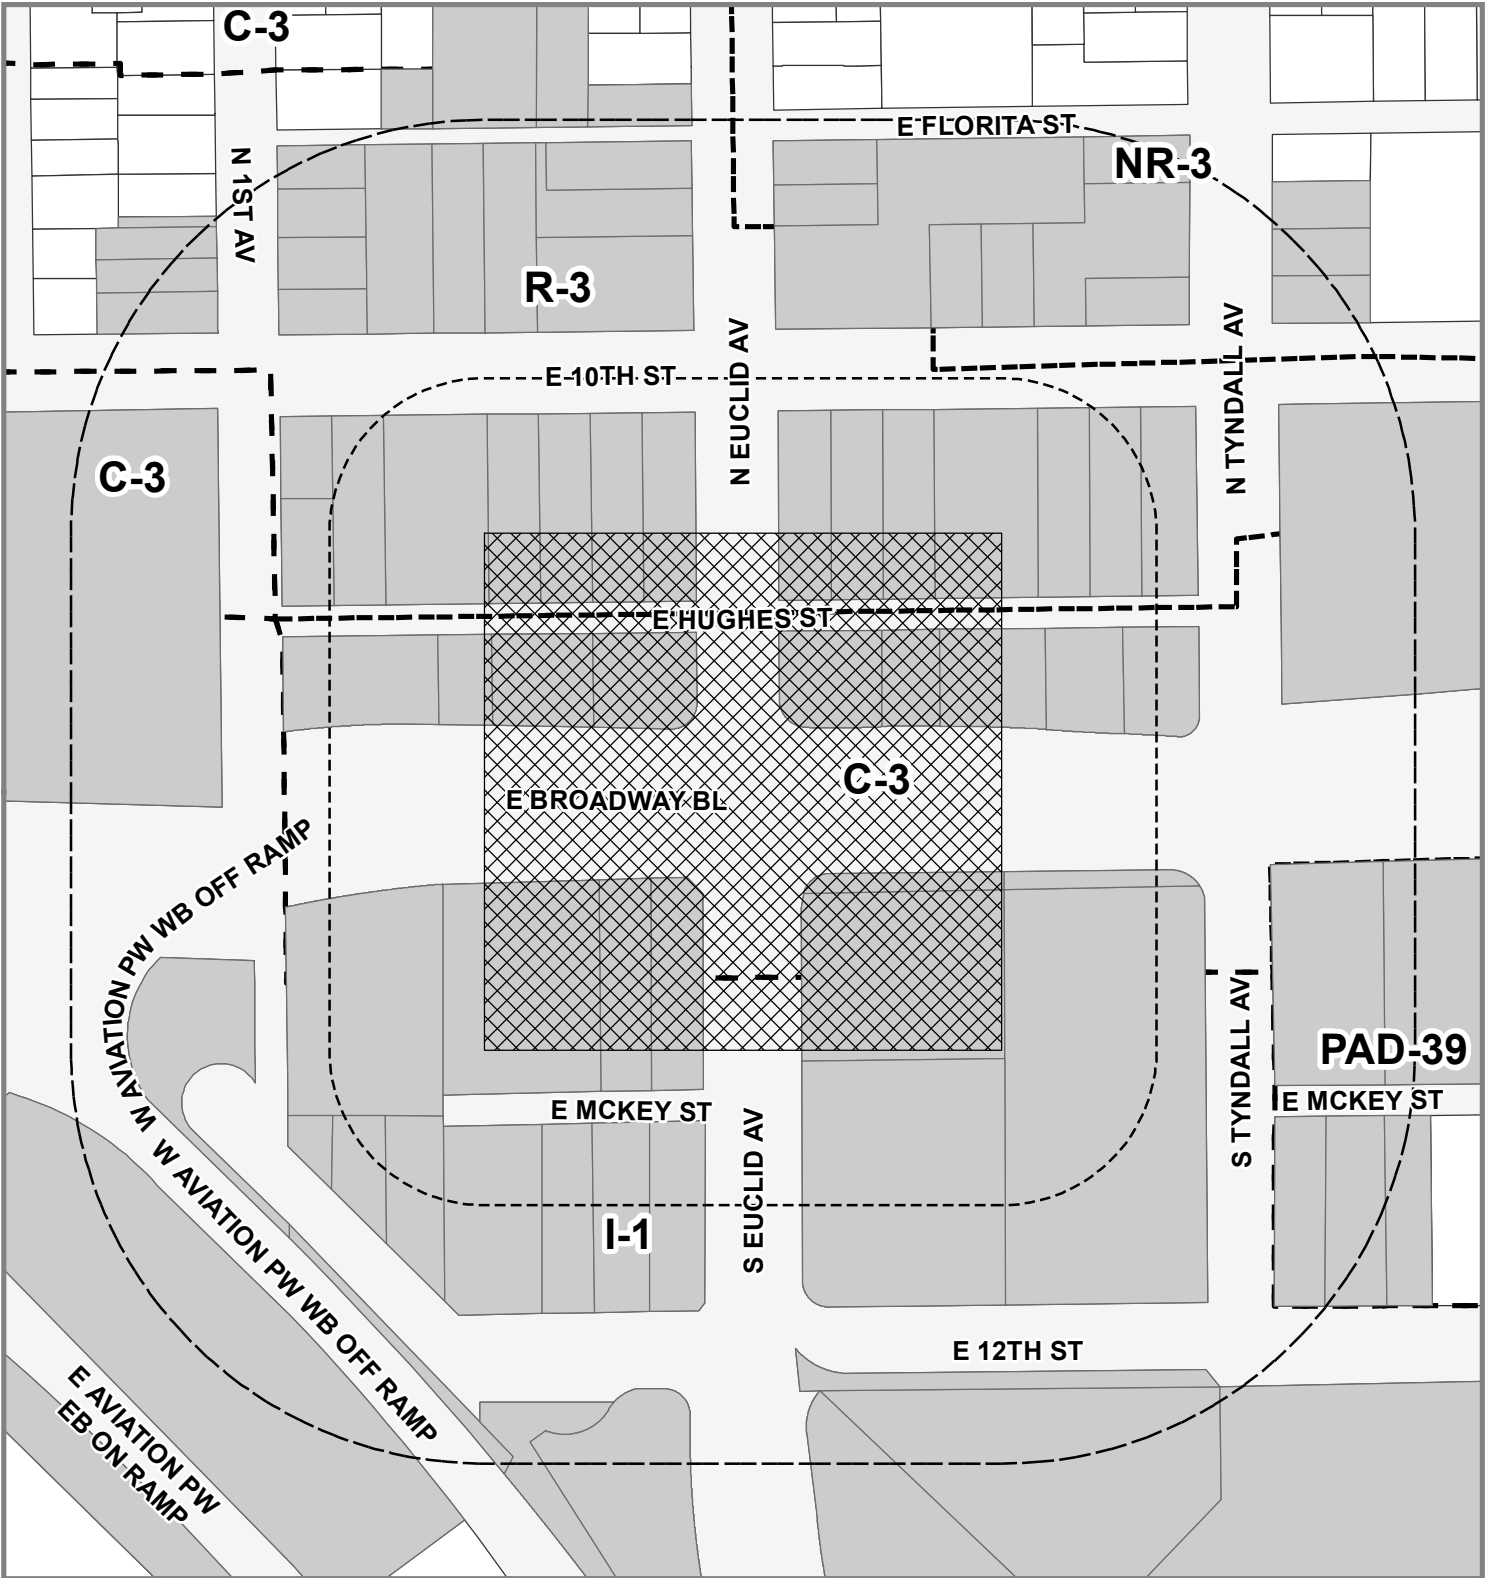 C-3
E FLORITA ST
NR-3
N 1ST AV
R-3
N EUCLID AV
N TYNDALL AV
E 10TH ST
C-3
E HUGHES ST
C-3
E BROADWAY BL
W AVIATION PW WB OFF RAMP
S TYNDALL AV
PAD-39
E MCKEY ST
E MCKEY ST
S EUCLID AV
W AVIATION PW WB OFF RAMP
I-1
E 12TH ST
E AVIATION PW
EB ON RAMP